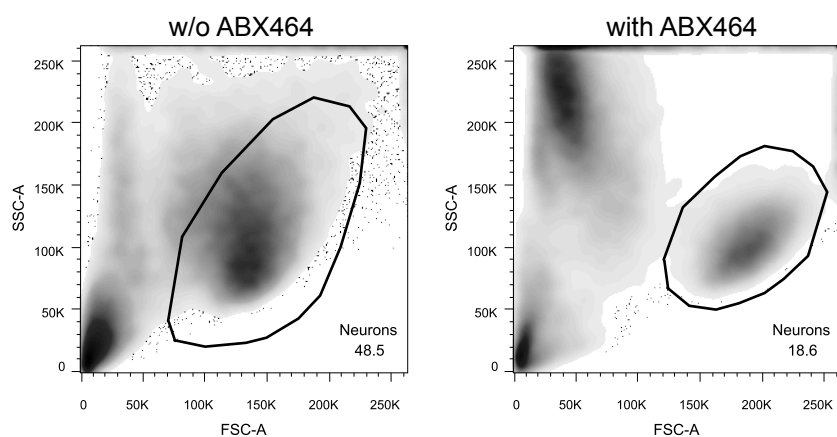 w/o ABX464
250K
200K
150K
100K
50K
0
SSC-A
Neurons
48.5
0 50K 100K 150K 200K 250K
FSC-A
with ABX464
250K
200K
150K
100K
50K
0
SSC-A
Neurons
18.6
0 50K 100K 150K 200K 250K
FSC-A